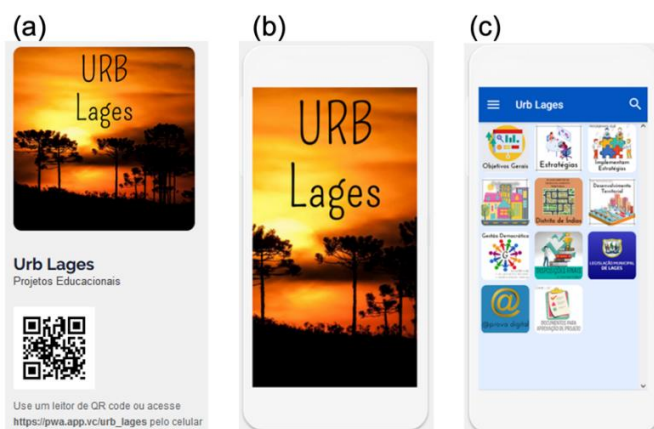 (a)
URB
Lages
Urb Lages
Projetos Educacionais
Use um leitor de QR code ou acesse
https://pwa.app.vc/urb_lages pelo celular
(b)
URB
Lages
(c)
Urb Lages
Objetivos Gerais
Estratégias
Implementam
Estratégias
Distrito de Índios
Desenvolvimento
Territorial
Gestão Democrática
LEGISLAÇÃO MUNICIPAL
DE LAGES
@prova digital
DOCUMENTOS PARA
APROVAÇÃO DE PROJETO